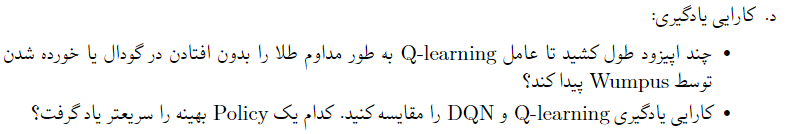 د. کارایی یادگیری:
• چند اپیزود طول کشید تا عامل Q-learning به طور مداوم طلا را بدون افتادن در گودال یا خورده شدن
توسط Wumpus پیدا کند؟
• کارایی یادگیری Q-learning و DQN را مقایسه کنید. کدام یک Policy بهینه را سریعتر یاد گرفت؟